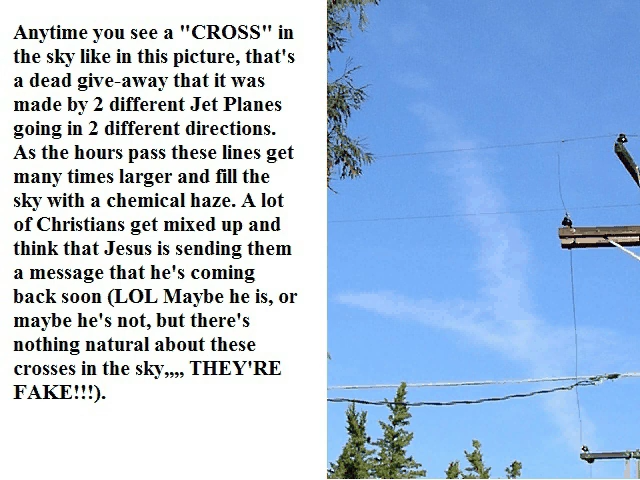 Anytime you see a "CROSS" in
the sky like in this picture, that's
a dead give-away that it was
made by 2 different Jet Planes
going in 2 different directions.
As the hours pass these lines get
many times larger and fill the
sky with a chemical haze. A lot
of Christians get mixed up and
think that Jesus is sending them
a message that he's coming
back soon (LOL Maybe he is, or
maybe he's not, but there's
nothing natural about these
crosses in the sky,,,, THEY'RE
FAKE!!!).